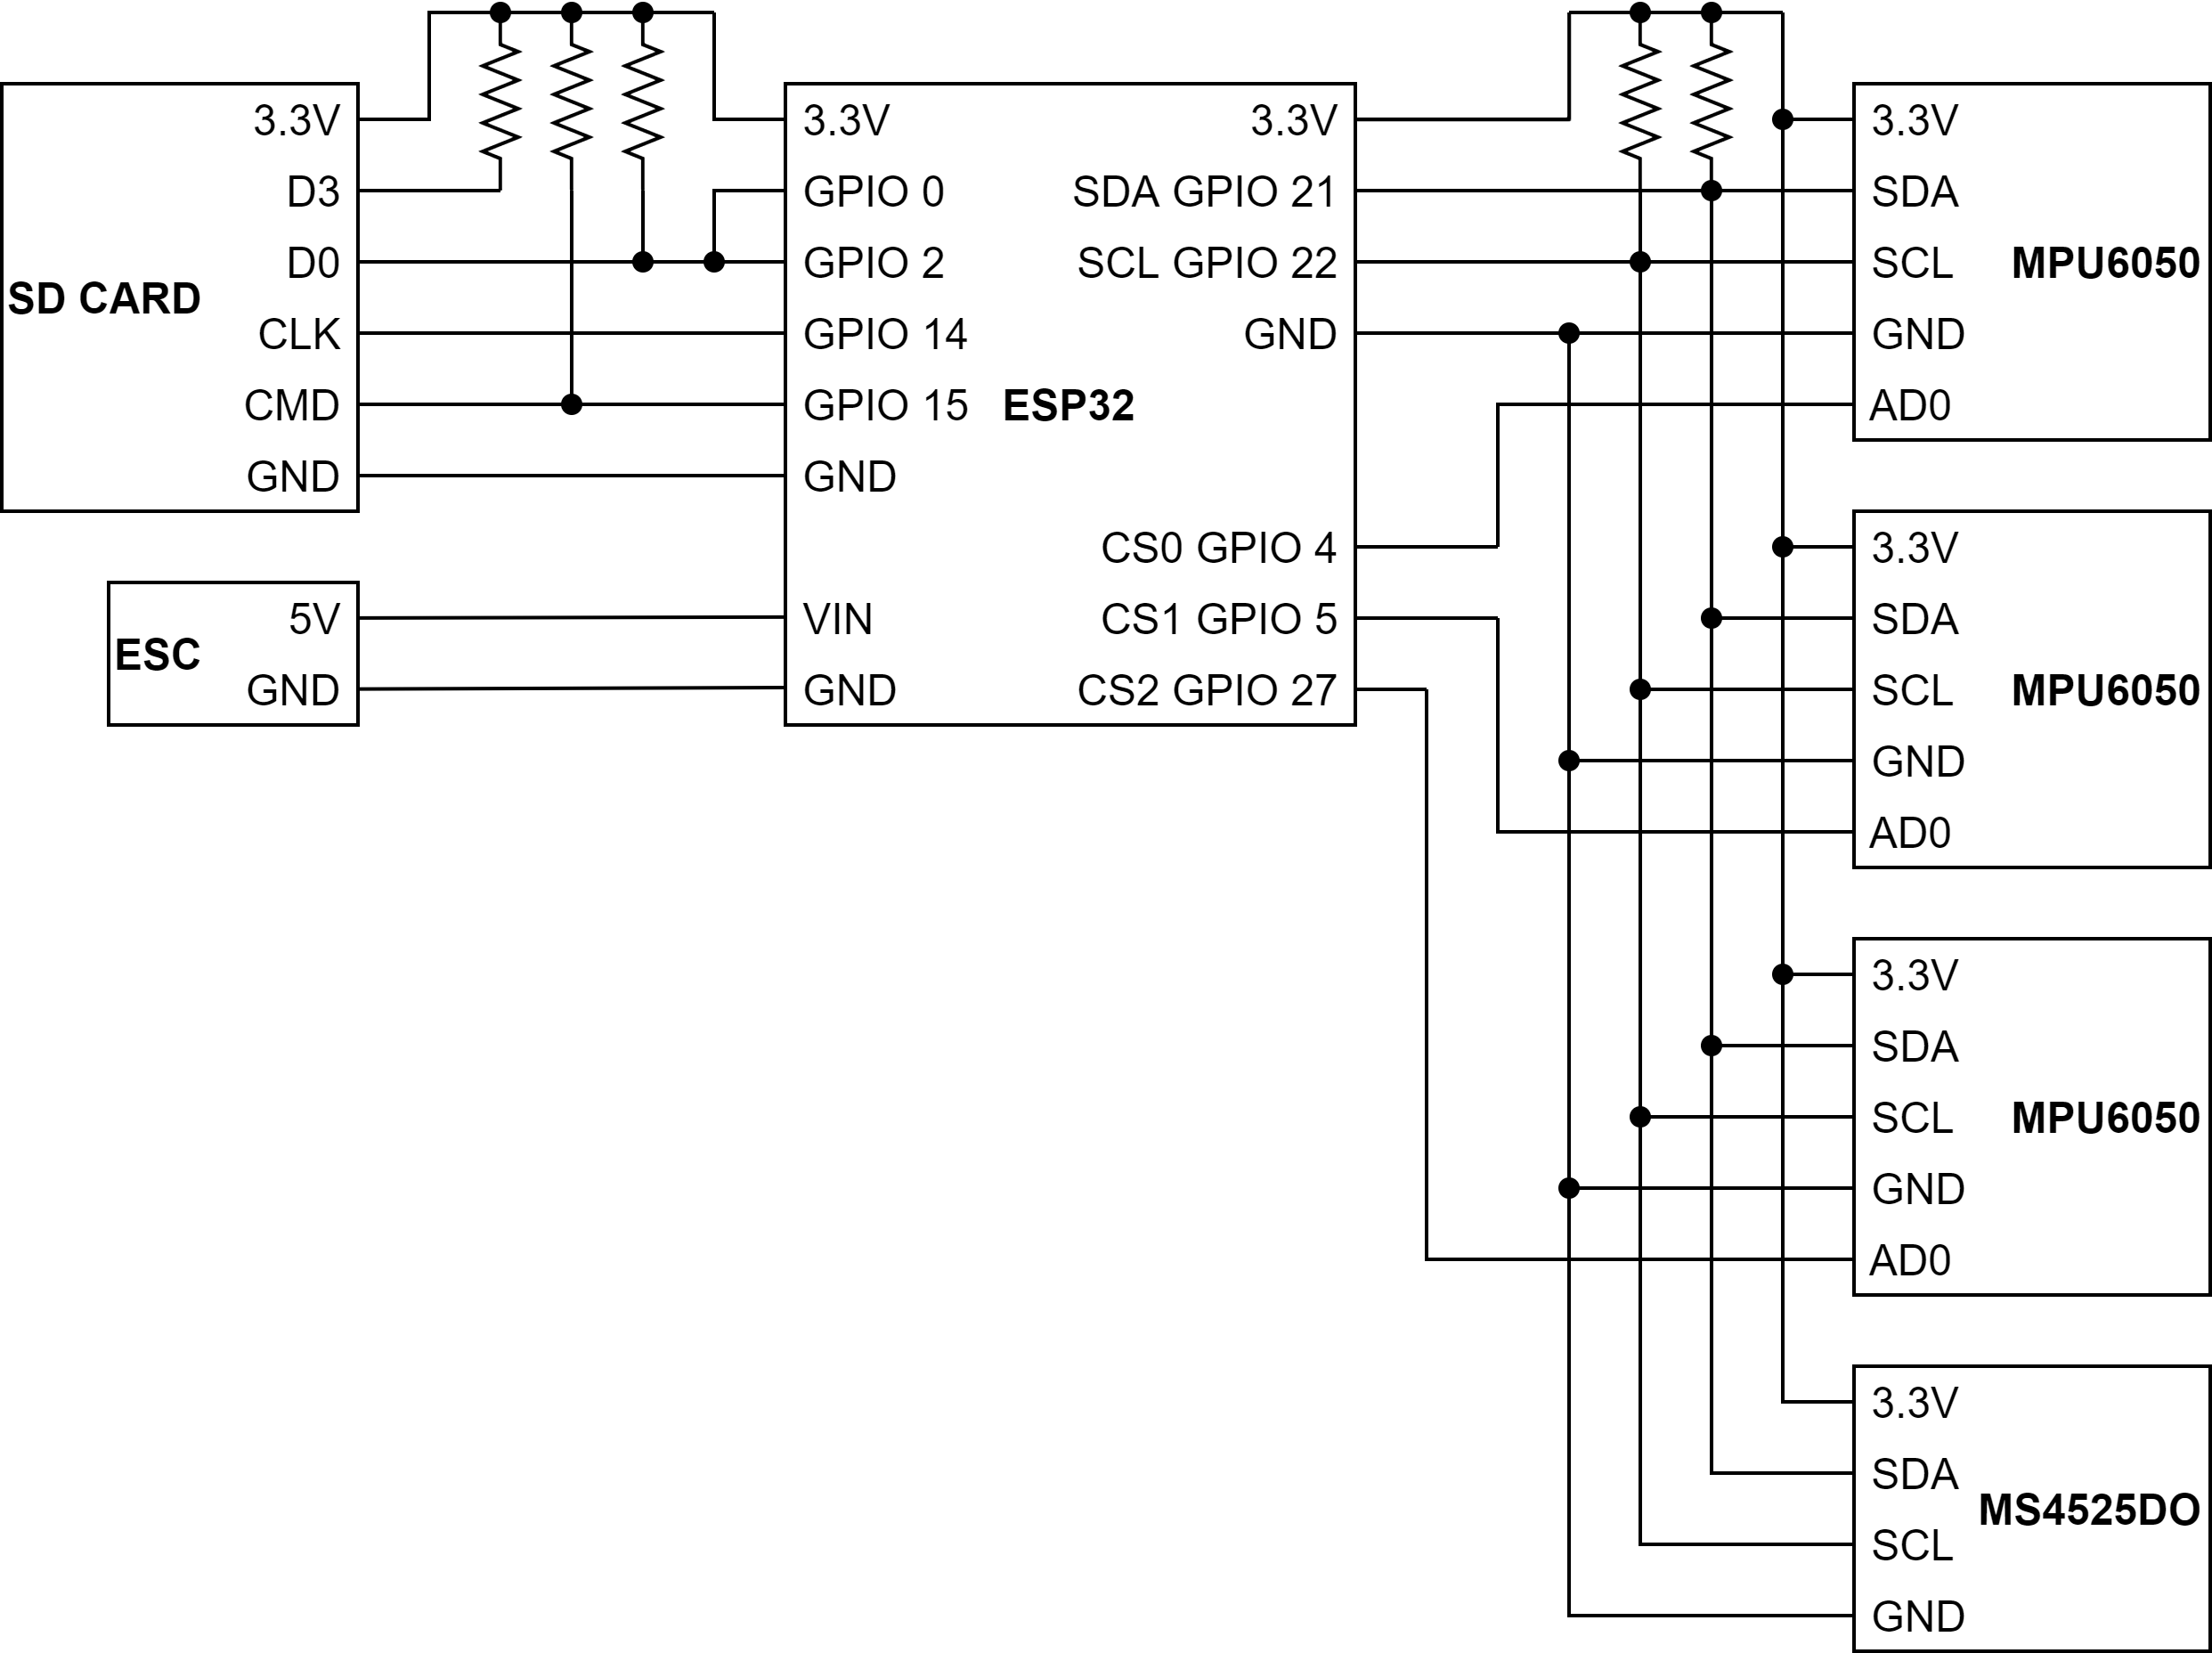 3.3V
D3
D0
SD CARD
CLK
CMD
GND
5V
ESC
GND
3.3V
GPIO 0
GPIO 2
GPIO 14
GPIO 15
GND
VIN
GND
ESP32
3.3V
SDA GPIO 21
SCL GPIO 22
GND
CS0 GPIO 4
CS1 GPIO 5
CS2 GPIO 27
3.3V
SDA
SCL MPU6050
GND
AD0
3.3V
SDA
SCL MPU6050
GND
AD0
3.3V
SDA
SCL MPU6050
GND
AD0
3.3V
SDA
MS4525DO
SCL
GND